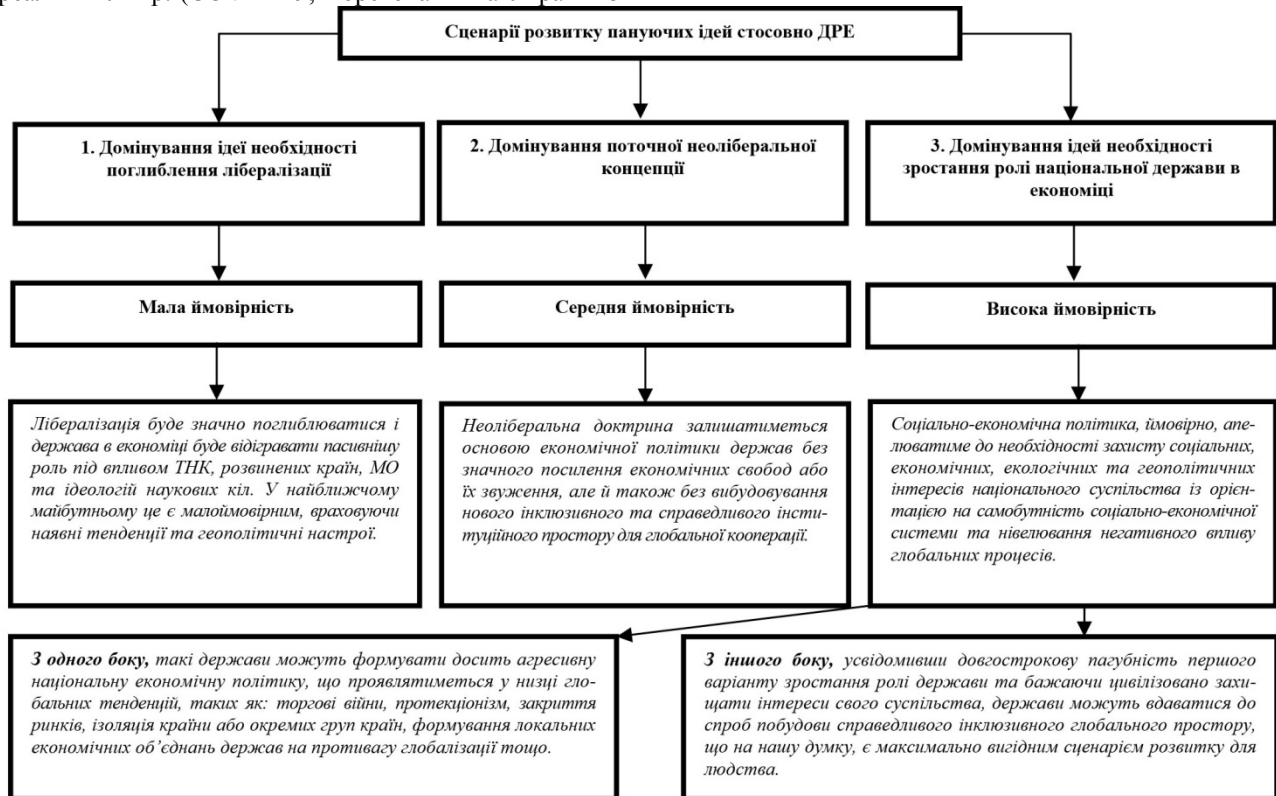 Сценарії розвитку пануючих ідей стосовно ДРЕ
1. Домінування ідеї необхідності
поглиблення лібералізації
2. Домінування поточної неоліберальної
концепції
3. Домінування ідей необхідності
зростання ролі національної держави в
економіці
Мала ймовірність
Середня ймовірність
Висока ймовірність
Лібералізація буде значно поглиблюватися і
держава в економіці буде відігравати пасивнішу
роль під впливом ТНК, розвинених країн, МО
та ідеологій наукових кіл. У найближчому
майбутньому це є малоймовірним, враховуючи
наявні тенденції та геополітичні настрої.
Неоліберальна доктрина залишатиметься
основою економічної політики держав без
значного посилення економічних свобод або
їх звуження, але й також без вибудовування
нового інклюзивного та справедливого інсти-
туційного простору для глобальної кооперації.
Соціально-економічна політика, ймовірно, апе-
люватиме до необхідності захисту соціальних,
економічних, екологічних та геополітичних
інтересів національного суспільства із орієн-
тацією на самобутність соціально-економічної
системи та нівелювання негативного впливу
глобальних процесів.
З одного боку, такі держави можуть формувати досить агресивну
національну економічну політику, що проявлятиметься у низці гло-
бальних тенденцій, таких як: торгові війни, протекціонізм, закриття
ринків, ізоляція країни або окремих груп країн, формування локальних
економічних об’єднань держав на противагу глобалізації тощо.
З іншого боку, усвідомивши довгострокову пагубність першого
варіанту зростання ролі держави та бажаючи цивілізовано захи-
щати інтереси свого суспільства, держави можуть вдаватися до
спроб побудови справедливого інклюзивного глобального простору,
що на нашу думку, є максимально вигідним сценарієм розвитку для
людства.